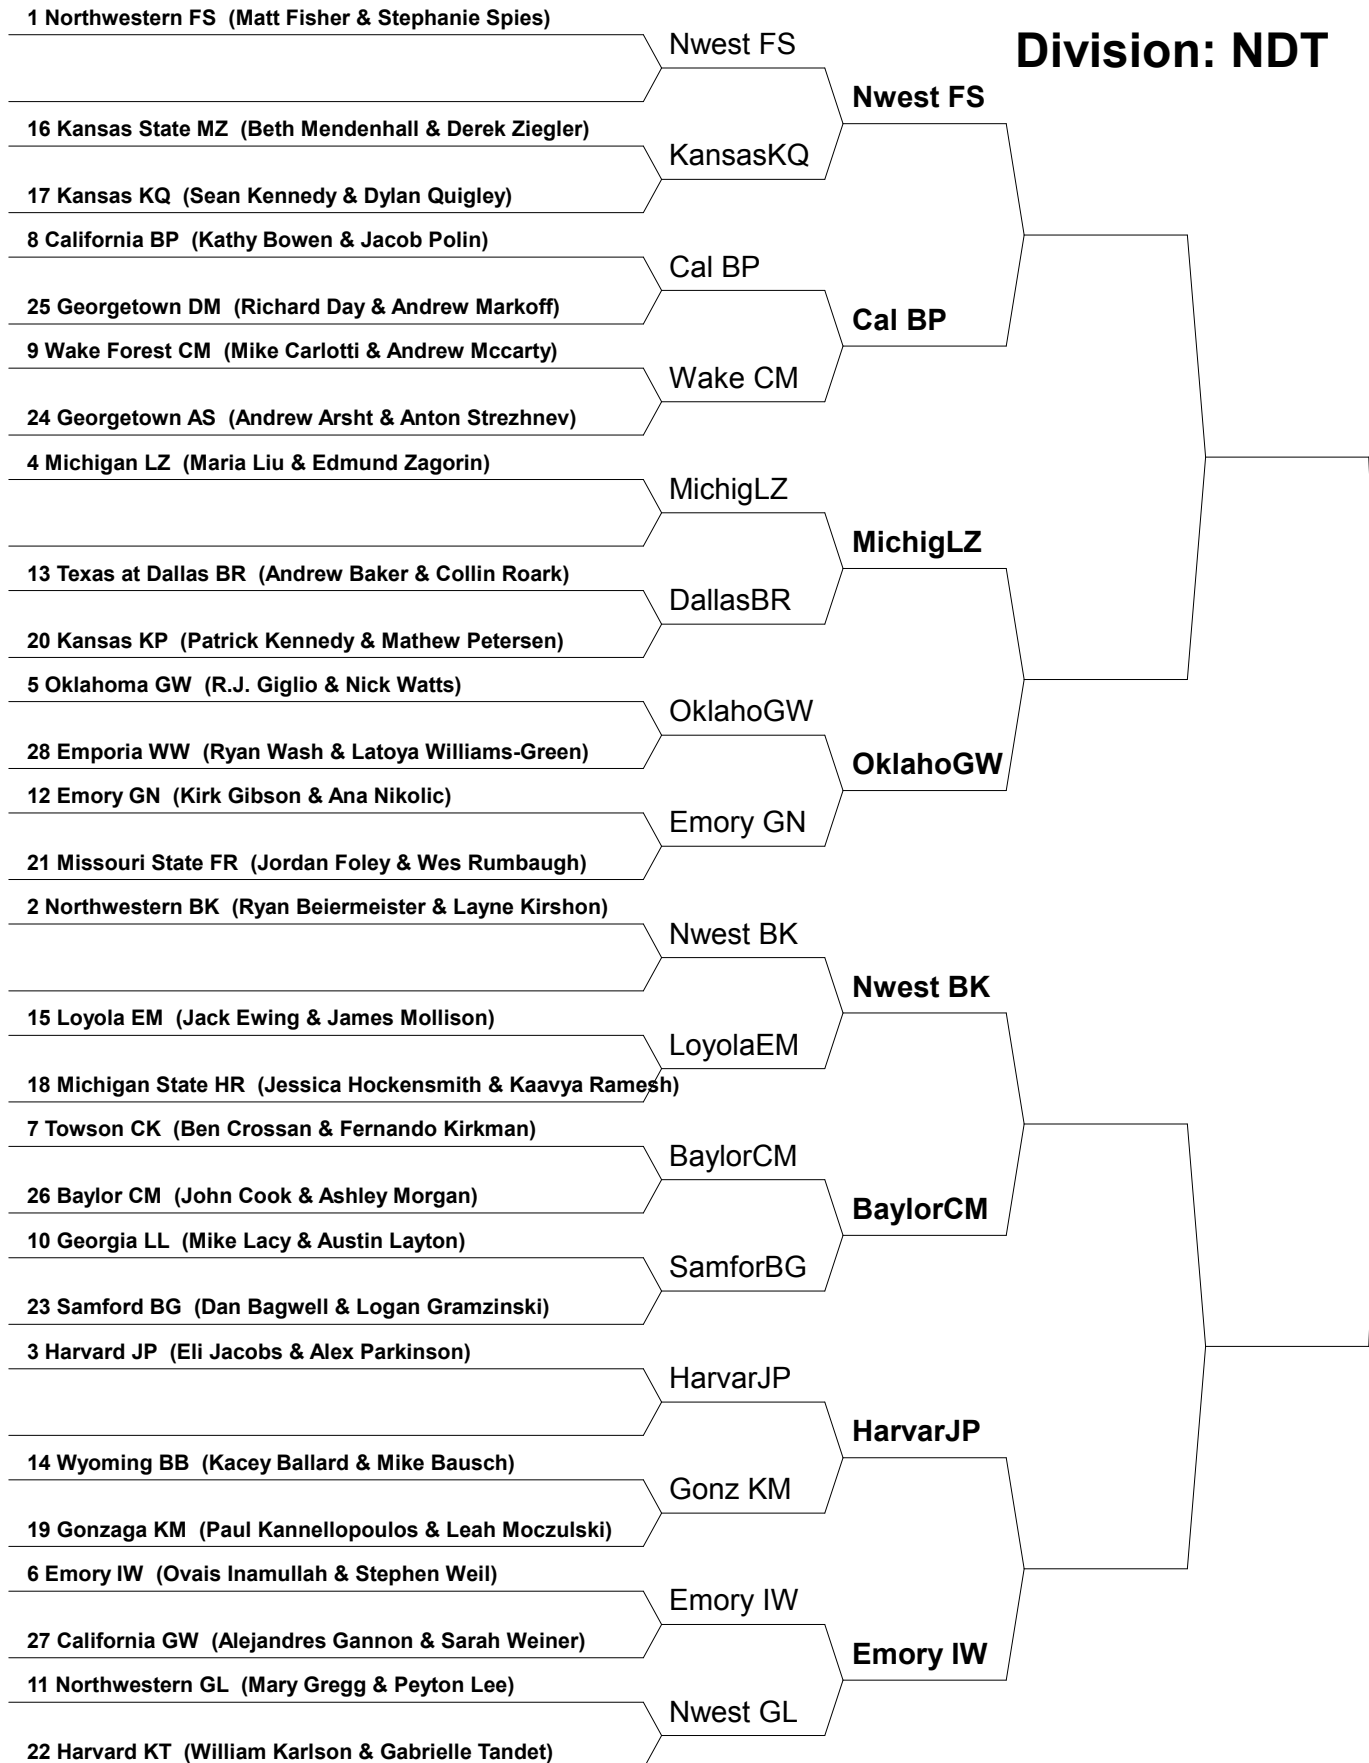 1 Northwestern FS (Matt Fisher & Stephanie Spies)
Nwest FS
Division: NDT
Nwest FS
16 Kansas State MZ (Beth Mendenhall & Derek Ziegler)
KansasKQ
17 Kansas KQ (Sean Kennedy & Dylan Quigley)
8 California BP (Kathy Bowen & Jacob Polin)
Cal BP
25 Georgetown DM (Richard Day & Andrew Markoff)
Cal BP
9 Wake Forest CM (Mike Carlotti & Andrew Mccarty)
Wake CM
24 Georgetown AS (Andrew Arsht & Anton Strezhnev)
4 Michigan LZ (Maria Liu & Edmund Zagorin)
MichigLZ
MichigLZ
13 Texas at Dallas BR (Andrew Baker & Collin Roark)
DallasBR
20 Kansas KP (Patrick Kennedy & Mathew Petersen)
5 Oklahoma GW (R.J. Giglio & Nick Watts)
OklahoGW
28 Emporia WW (Ryan Wash & Latoya Williams-Green)
OklahoGW
12 Emory GN (Kirk Gibson & Ana Nikolic)
Emory GN
21 Missouri State FR (Jordan Foley & Wes Rumbaugh)
2 Northwestern BK (Ryan Beiermeister & Layne Kirshon)
Nwest BK
Nwest BK
15 Loyola EM (Jack Ewing & James Mollison)
LoyolaEM
18 Michigan State HR (Jessica Hockensmith & Kaavya Ramesh)
7 Towson CK (Ben Crossan & Fernando Kirkman)
BaylorCM
26 Baylor CM (John Cook & Ashley Morgan)
BaylorCM
10 Georgia LL (Mike Lacy & Austin Layton)
SamforBG
23 Samford BG (Dan Bagwell & Logan Gramzinski)
3 Harvard JP (Eli Jacobs & Alex Parkinson)
HarvarJP
HarvarJP
14 Wyoming BB (Kacey Ballard & Mike Bausch)
Gonz KM
19 Gonzaga KM (Paul Kannellopoulos & Leah Moczulski)
6 Emory IW (Ovais Inamullah & Stephen Weil)
Emory IW
27 California GW (Alejandres Gannon & Sarah Weiner)
Emory IW
11 Northwestern GL (Mary Gregg & Peyton Lee)
Nwest GL
22 Harvard KT (William Karlson & Gabrielle Tandet)